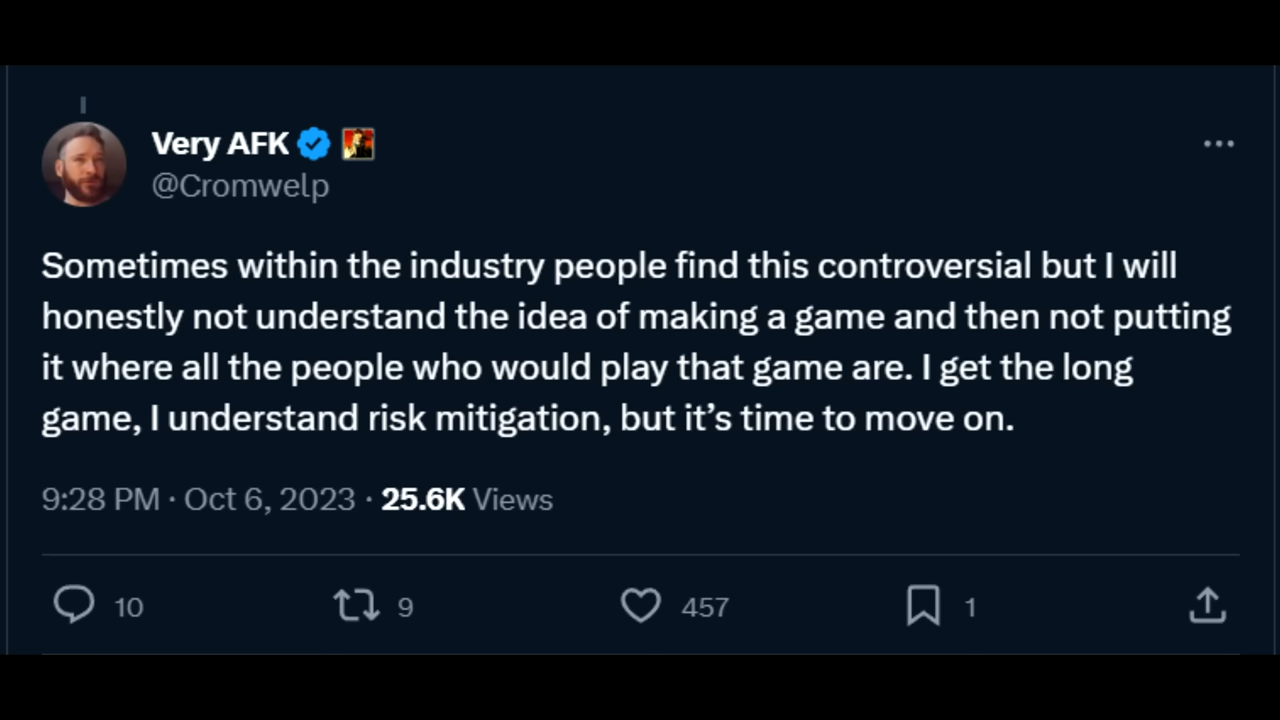 Very AFK
@Cromwelp
Sometimes within the industry people find this controversial but I will
honestly not understand the idea of making a game and then not putting
it where all the people who would play that game are. I get the long
game, I understand risk mitigation, but it’s time to move on.
9:28 PM · Oct 6, 2023 · 25.6K Views
10 9 457 1